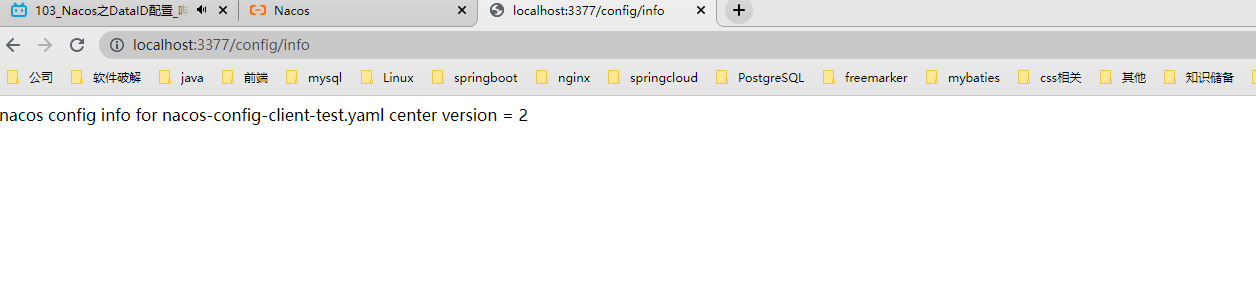 103_Nacos之DataID配置_
Nacos
localhost:3377/config/info
localhost:3377/config/info
公司 软件破解 java 前端 mysql Linux springboot nginx springcloud PostgreSQL freemarker mybaties css相关 其他 知识储备
nacos config info for nacos-config-client-test.yaml center version = 2